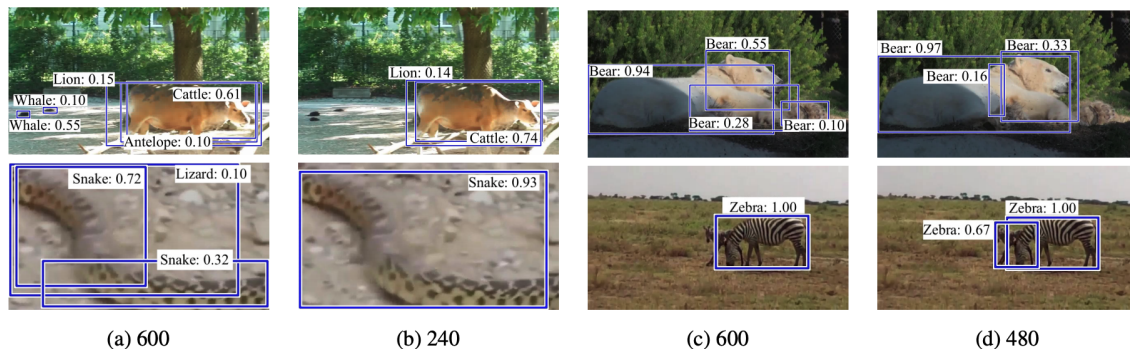 Lion: 0.15
Cattle: 0.61
Whale: 0.10
Whale: 0.55
Antelope: 0.10
Lion: 0.14
Cattle: 0.74
Bear: 0.55
Bear: 0.94
Bear: 0.28
Bear: 0.10
Bear: 0.97
Bear: 0.33
Bear: 0.16
Snake: 0.72
Lizard: 0.10
Snake: 0.32
Snake: 0.93
Zebra: 1.00
Zebra: 1.00
Zebra: 0.67
(a) 600
(b) 240
(c) 600
(d) 480